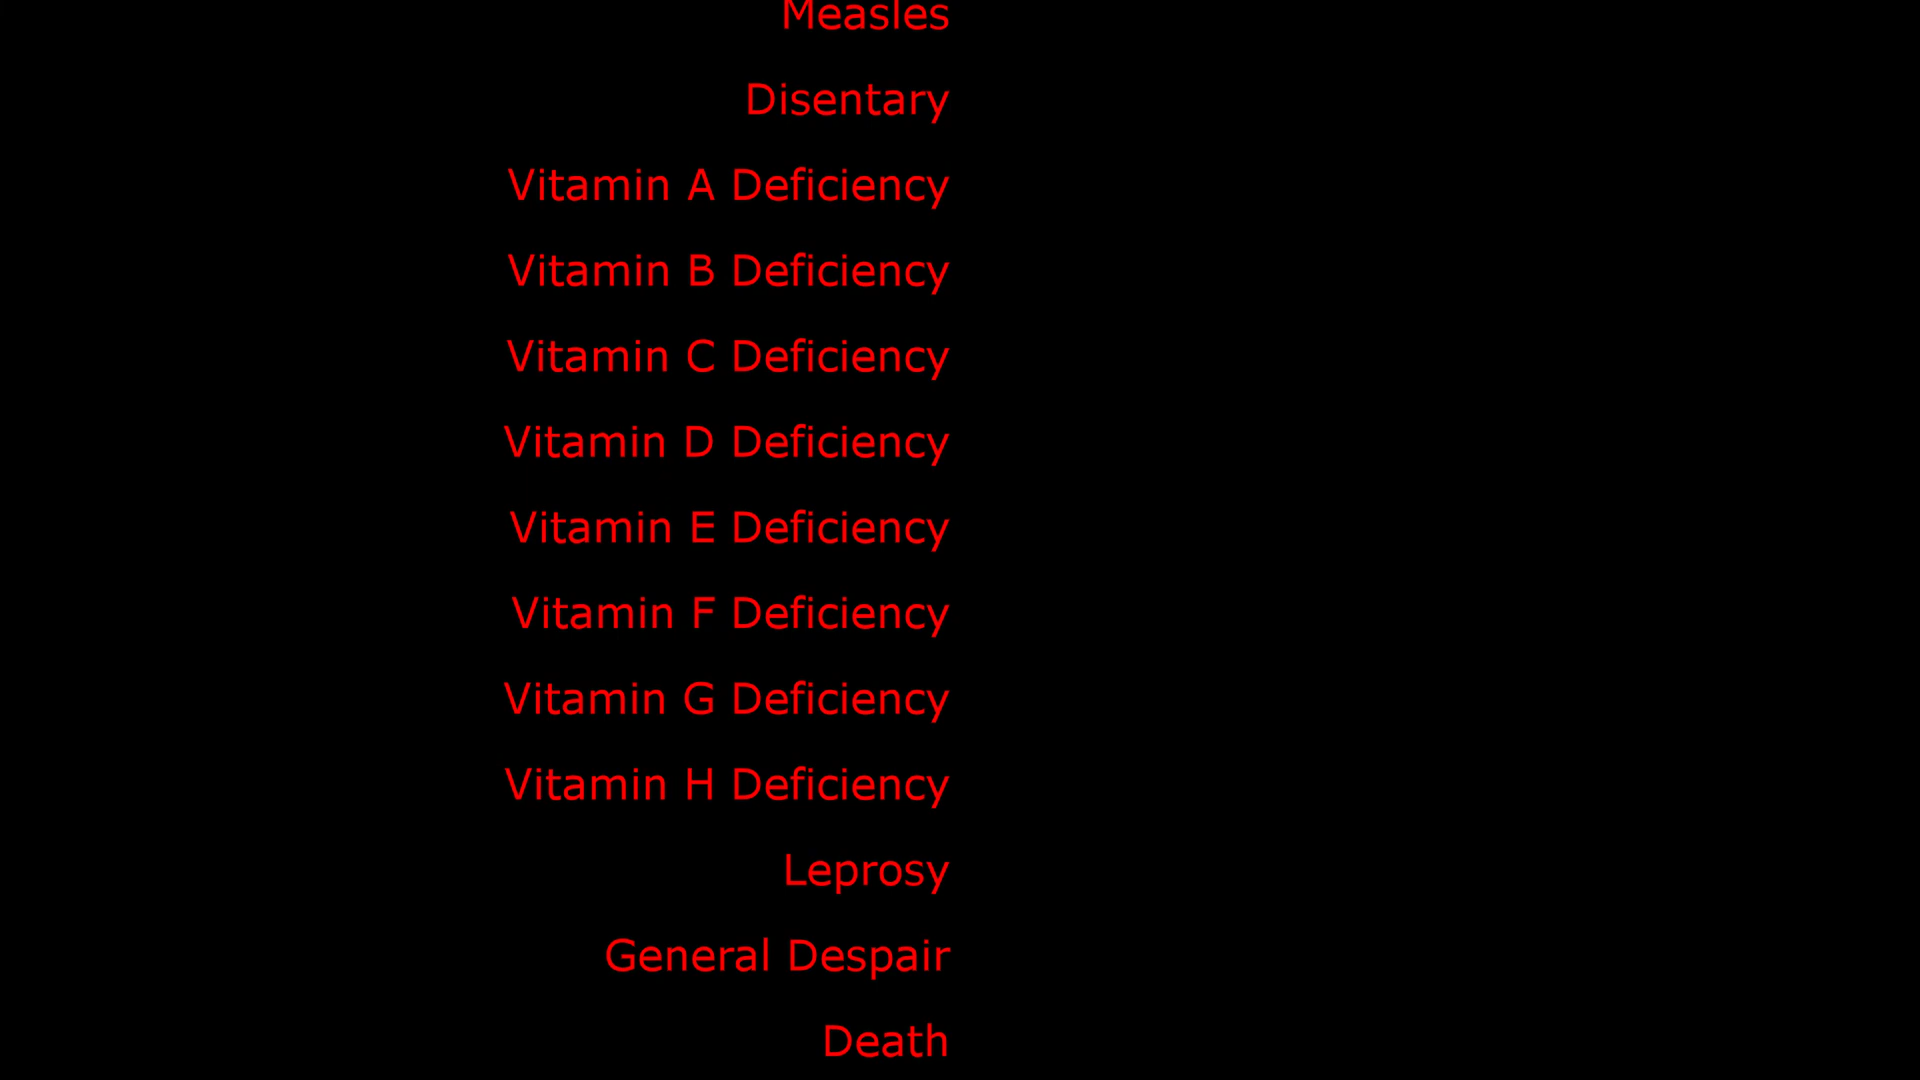 Measles
Disentary
Vitamin A Deficiency
Vitamin B Deficiency
Vitamin C Deficiency
Vitamin D Deficiency
Vitamin E Deficiency
Vitamin F Deficiency
Vitamin G Deficiency
Vitamin H Deficiency
Leprosy
General Despair
Death